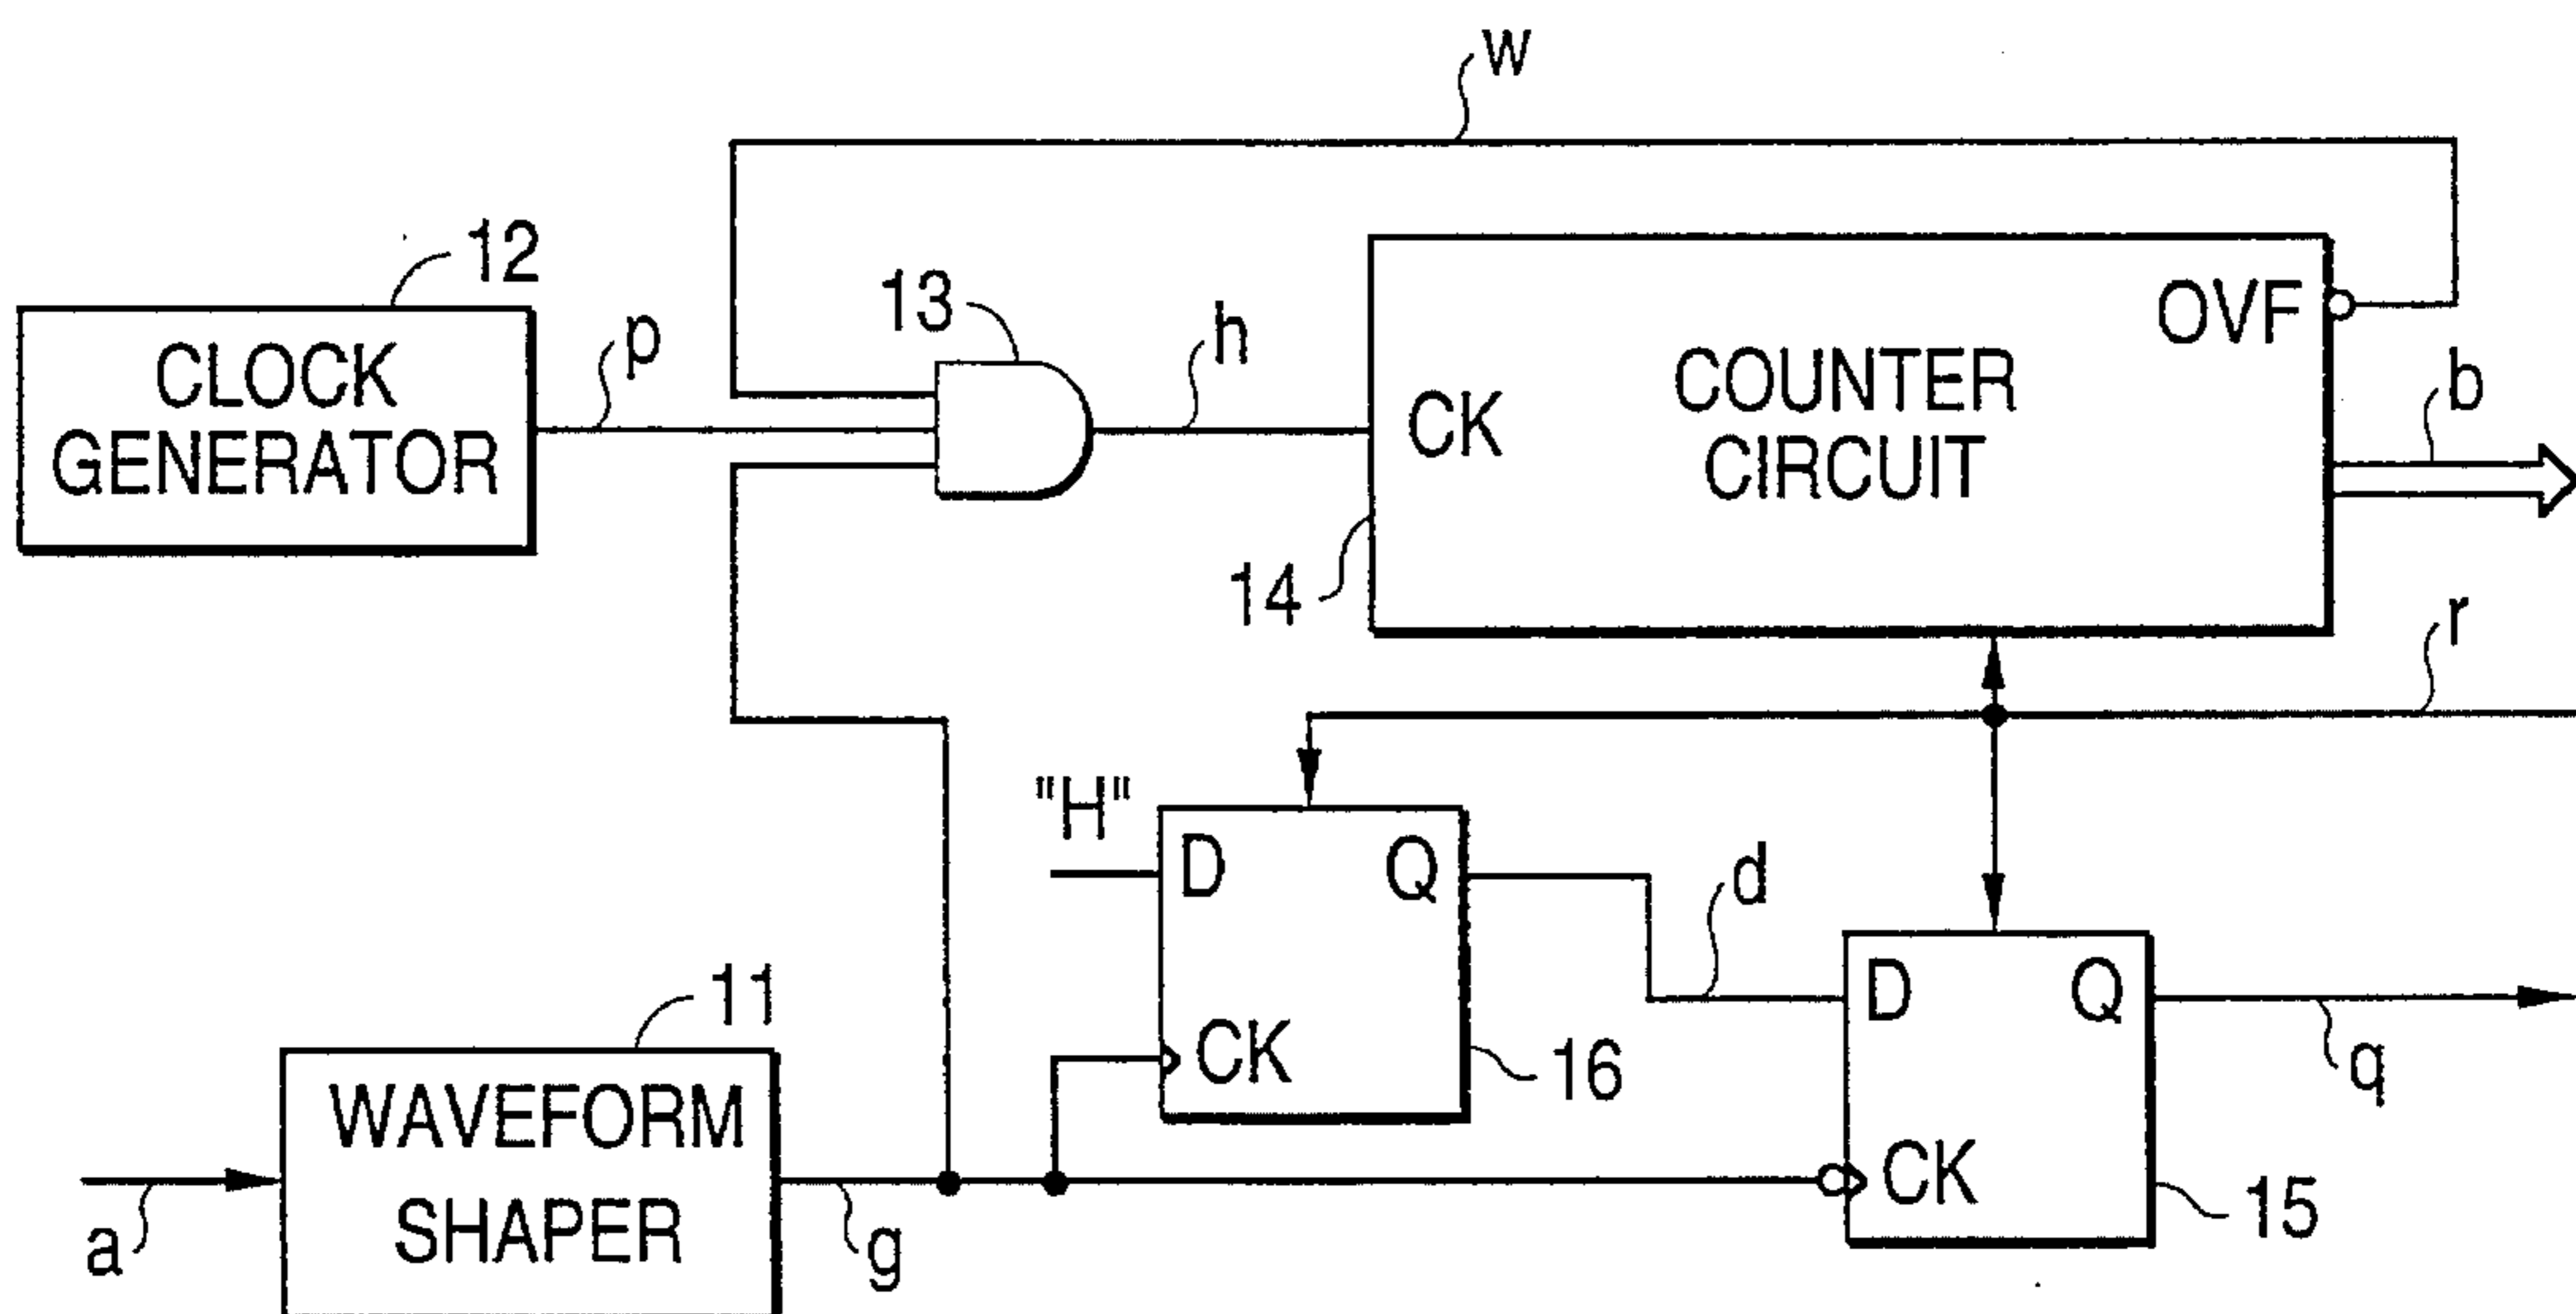 w
12
CLOCK
GENERATOR
p
13
h
OVF
CK
COUNTER
CIRCUIT
b
14
r
"H"
D
Q
CK
d
16
D
Q
CK
q
15
11
WAVEFORM
SHAPER
a
g